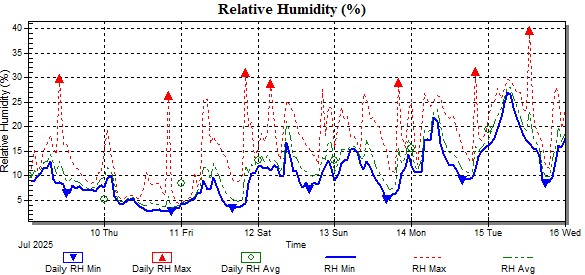 Relative Humidity (%)
Relative Humidity (%)
40
35
30
25
20
15
10
5
10 Thu 11 Fri 12 Sat 13 Sun 14 Mon 15 Tue 16 Wed
Jul 2025 Time
Daily RH Min Daily RH Max Daily RH Avg RH Min RH Max RH Avg